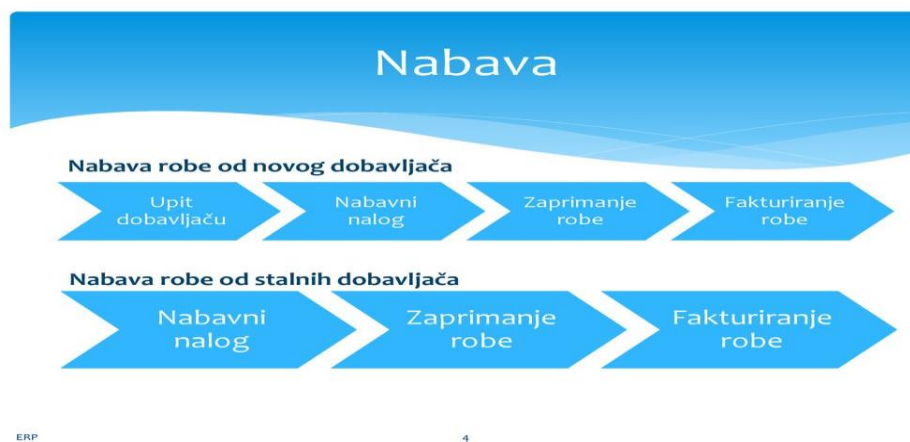 Nabava
Nabava robe od novog dobavljača
Upit
dobavljaču
Nabavni
nalog
Zaprimanje
robe
Fakturiranje
robe
Nabava robe od stalnih dobavljača
Nabavni
nalog
Zaprimanje
robe
Fakturiranje
robe
ERP
4